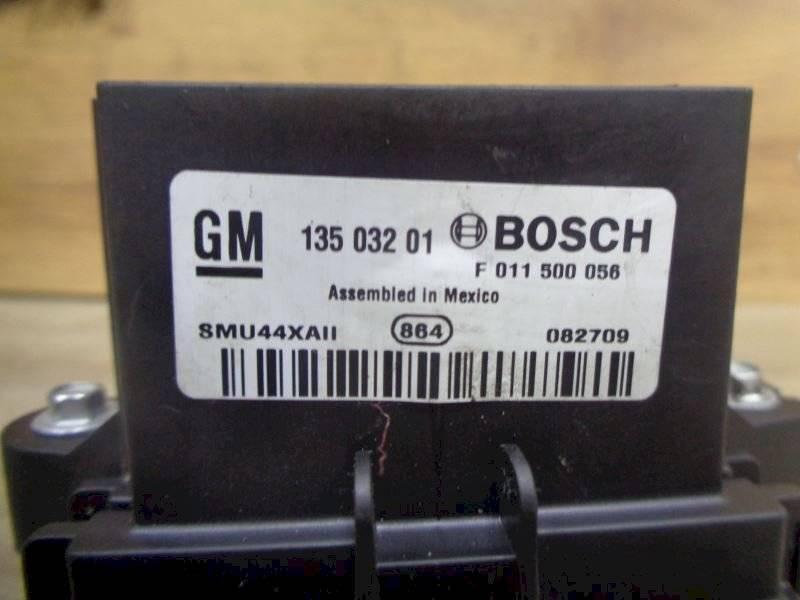 GM 135 032 01 BOSCH
F 011 500 056
Assembled in Mexico
SMU44XAII 864 082709